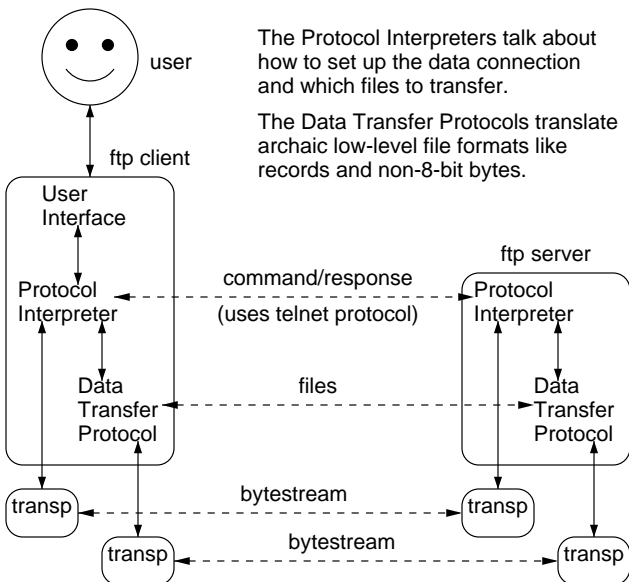 The Protocol Interpreters talk about
how to set up the data connection
and which files to transfer.
user
The Data Transfer Protocols translate
archaic low-level file formats like
records and non-8-bit bytes.
ftp client
User
Interface
ftp server
command/response
Protocol
Interpreter
(uses telnet protocol)
Protocol
Interpreter
files
Data
Transfer
Protocol
Data
Transfer
Protocol
transp
bytestream
transp
transp
bytestream
transp